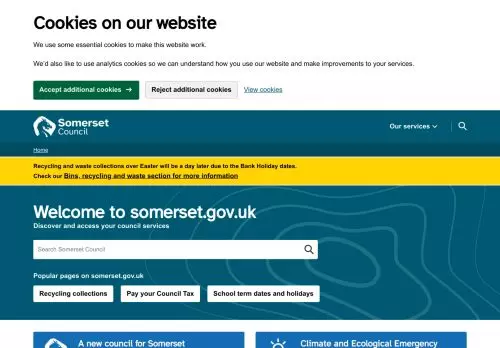 Cookies on our website
We use some essential cookies to make this website work.
We'd also like to use analytics cookies so we can understand how you use our website and make improvements to your services.
Accept additional cookies → Reject additional cookies View cookies
Somerset
Council
Our services
Home
Recycling and waste collections over Easter will be a day later due to the Bank Holiday dates.
Check our Bins, recycling and waste section for more information
Welcome to somerset.gov.uk
Discover and access your council services
Search Somerset Council
Popular pages on somerset.gov.uk
Recycling collections Pay your Council Tax School term dates and holidays
A new council for Somerset Climate and Ecological Emergency